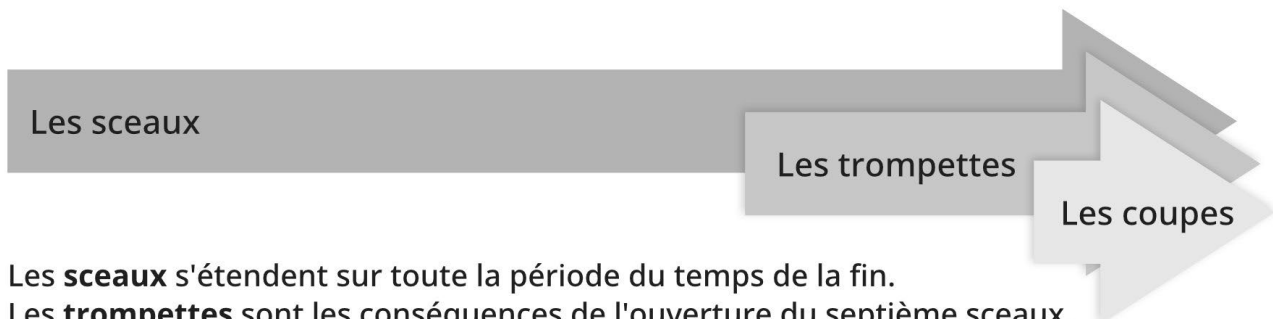 Les sceaux
Les trompettes
Les coupes
Les sceaux s'étendent sur toute la période du temps de la fin.
Les trompettes sont les conséquences de l'ouverture du septième sceaux